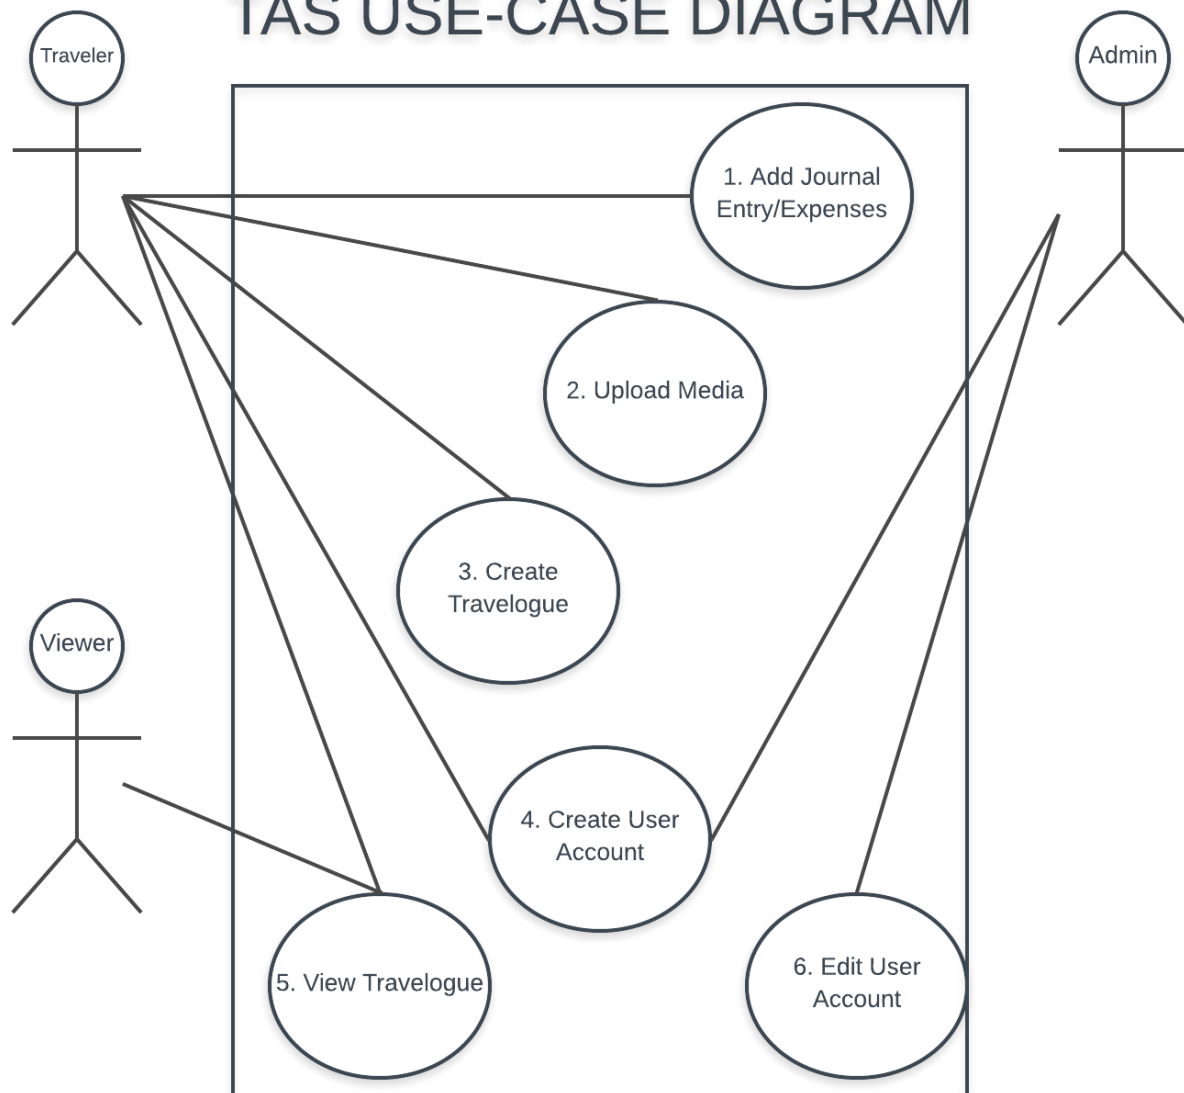 TAS USE-CASE DIAGRAM
Traveler
Admin
1. Add Journal
Entry/Expenses
2. Upload Media
3. Create
Travelogue
Viewer
4. Create User
Account
5. View Travelogue
6. Edit User
Account